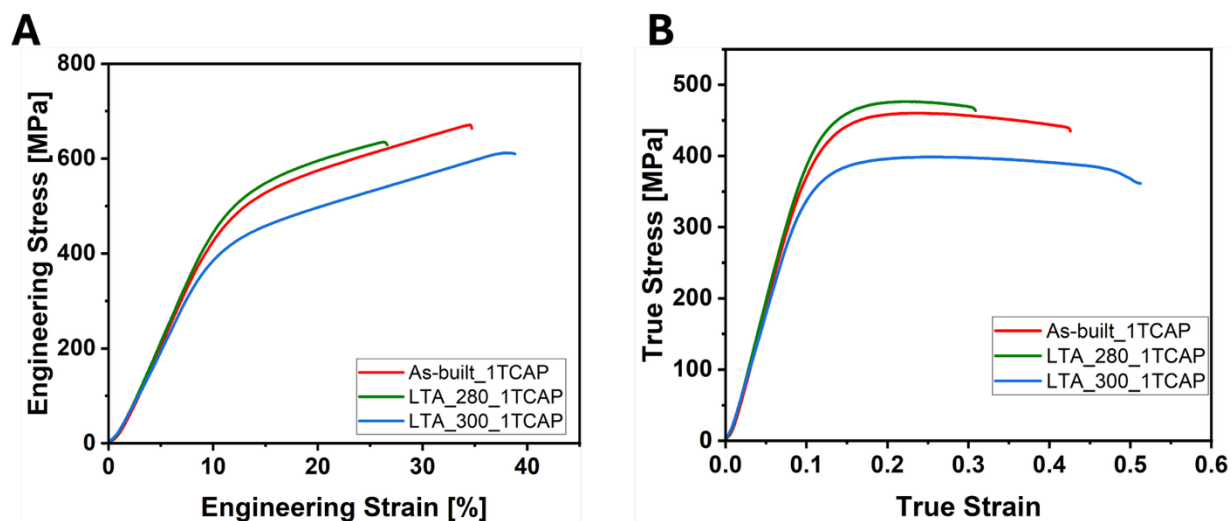 A
Engineering Stress [MPa]
800
600
400
200
0
0 10 20 30 40
Engineering Strain [%]
As-built_1TCAP
LTA_280_1TCAP
LTA_300_1TCAP
B
True Stress [MPa]
500
400
300
200
100
0
0.0 0.1 0.2 0.3 0.4 0.5 0.6
True Strain
As-built_1TCAP
LTA_280_1TCAP
LTA_300_1TCAP